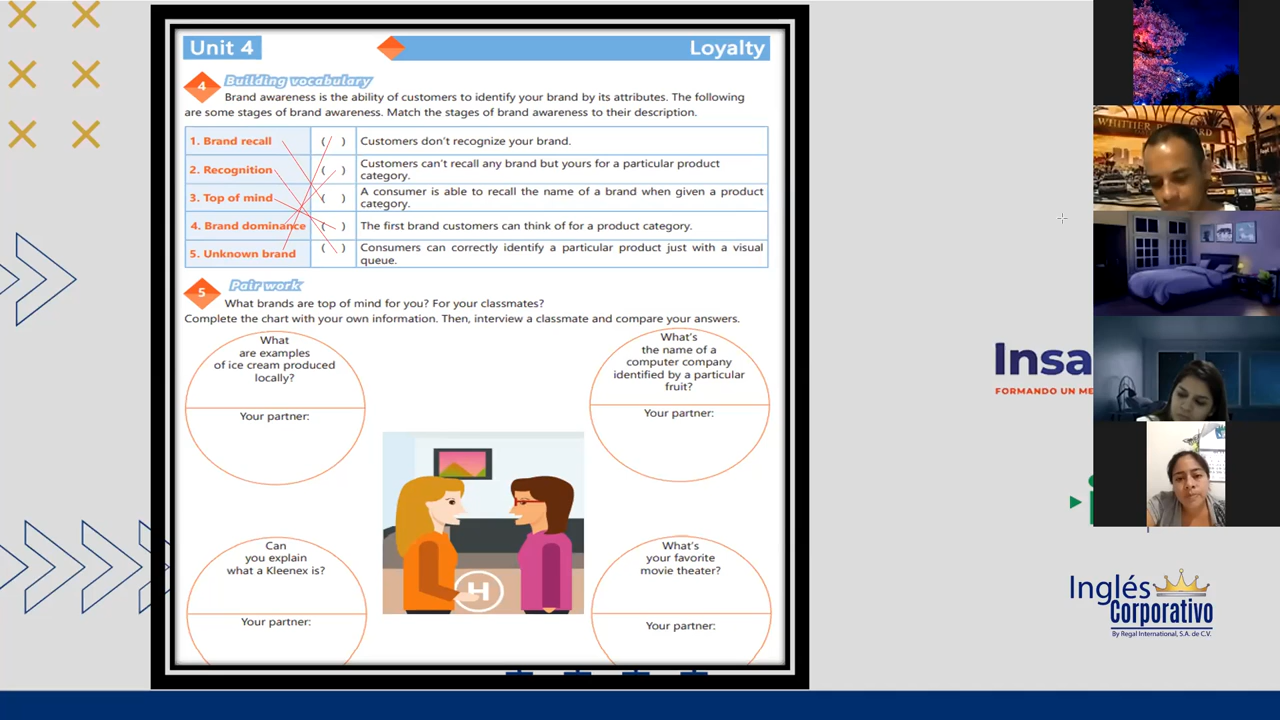 Unit 4
Loyalty
4
Building vocabulary
Brand awareness is the ability of customers to identify your brand by its attributes. The following
are some stages of brand awareness. Match the stages of brand awareness to their description.
1. Brand recall ( ) Customers don't recognize your brand.
2. Recognition ( ) Customers can't recall any brand but yours for a particular product
category.
3. Top of mind ( ) A consumer is able to recall the name of a brand when given a product
category.
4. Brand dominance ( ) The first brand customers can think of for a product category.
5. Unknown brand ( ) Consumers can correctly identify a particular product just with a visual
queue.
5
Pair work
What brands are top of mind for you? For your classmates?
Complete the chart with your own information. Then, interview a classmate and compare your answers.
What
are examples
of ice cream produced
locally?
Your partner:
What's
the name of a
computer company
identified by a particular
fruit?
Your partner:
Can
you explain
what a Kleenex is?
Your partner:
What's
your favorite
movie theater?
Your partner:
H
WHITTIER
Insa
FORMANDO UN ME
Inglés
Corporativo
By Regal International, S.A. de C.V.